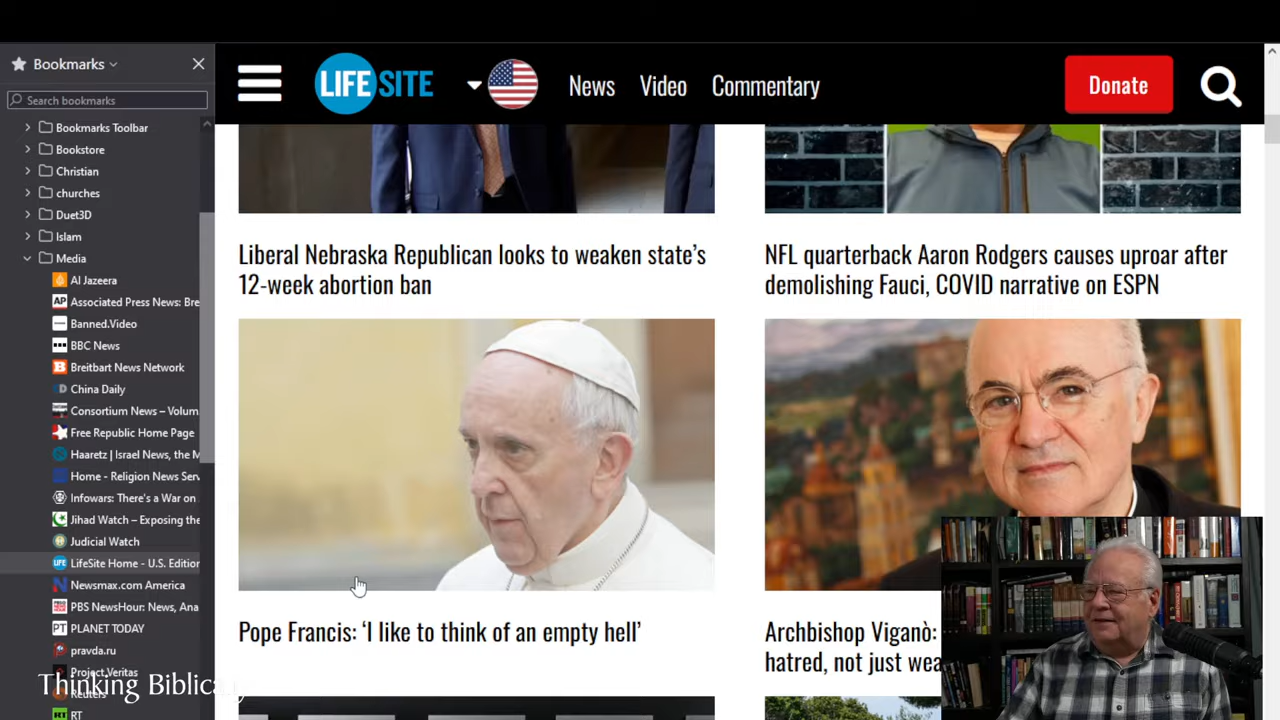 Bookmarks
Search bookmarks
Bookmarks Toolbar
Bookstore
Christian
churches
Duet3D
Islam
Media
Al Jazeera
AP Associated Press News: Bre
Banned.Video
BBC News
B Breitbart News Network
China Daily
Consortium News – Volum
Free Republic Home Page
Haaretz | Israel News, the M
Home - Religion News Serv
Infowars: There's a War on
Jihad Watch – Exposing the
Judicial Watch
LIFE LifeSite Home - U.S. Edition
N Newsmax.com America
PBS NewsHour: News, Ana
PT PLANET TODAY
pravda.ru
Project Veritas
Reuters
RT RT
Thinking Biblically
LIFE SITE
News Video Commentary
Donate
Liberal Nebraska Republican looks to weaken state's
12-week abortion ban
NFL quarterback Aaron Rodgers causes uproar after
demolishing Fauci, COVID narrative on ESPN
Pope Francis: 'I like to think of an empty hell'
Archbishop Viganò:
hatred, not just wea